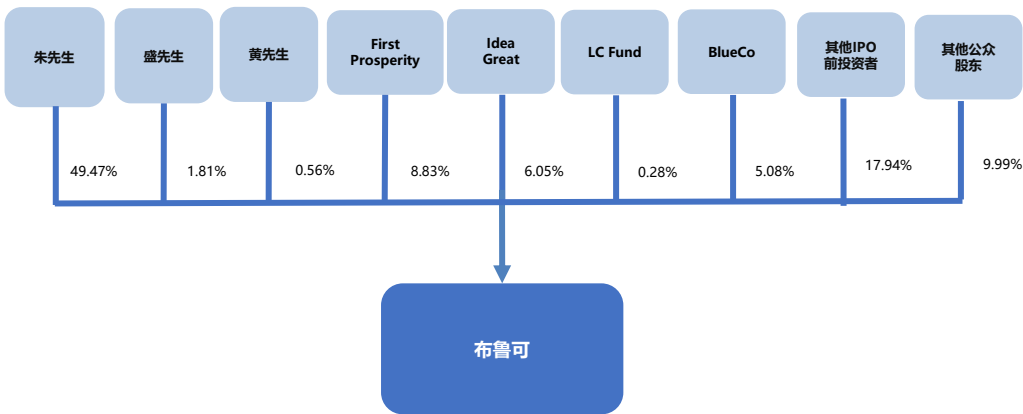 朱先生
盛先生
黄先生
First
Prosperity
Idea
Great
LC Fund
BlueCo
其他IPO
前投资者
其他公众
股东
49.47%
1.81%
0.56%
8.83%
6.05%
0.28%
5.08%
17.94%
9.99%
布鲁可